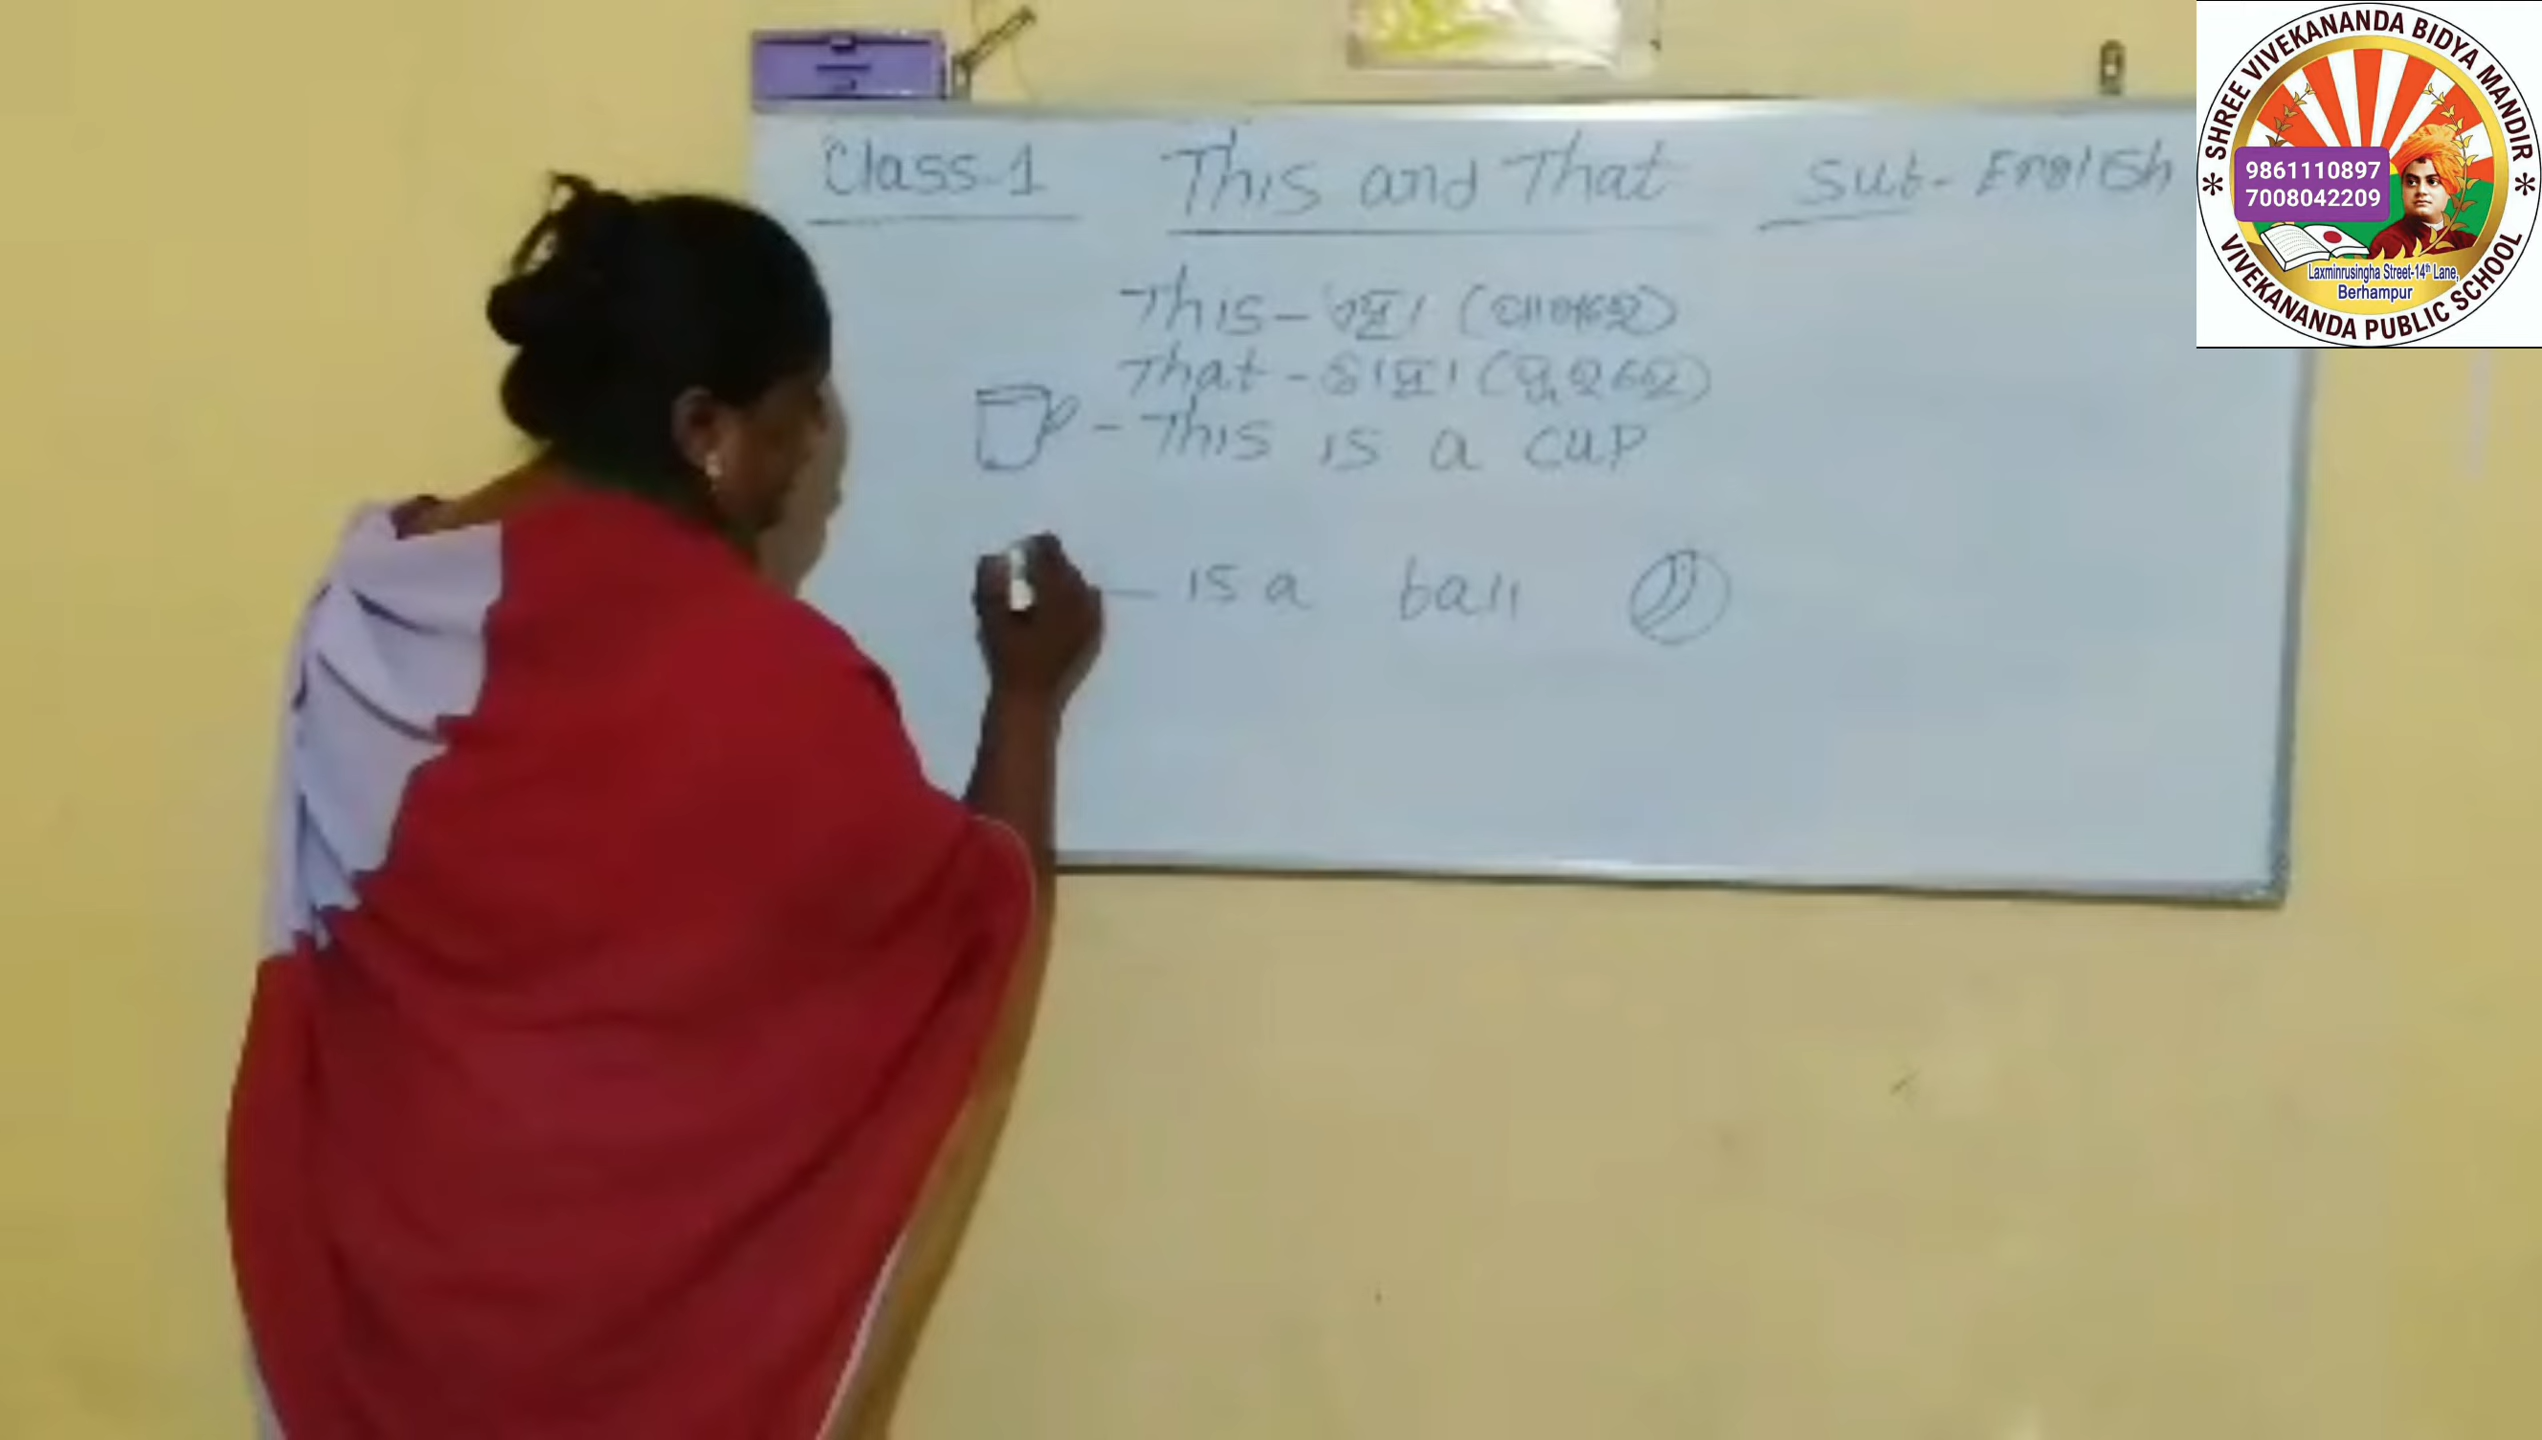 Class-1 This and That Sub- English
This- ଏହା (ପାଖରେ)
That - ତାହା (ଦୂରରେ)
- This is a cup
— is a ball
SHREE VIVEKANANDA BIDYA MANDIR
9861110897
7008042209
Laxminrusingha Street-14th Lane,
Berhampur
VIVEKANANDA PUBLIC SCHOOL